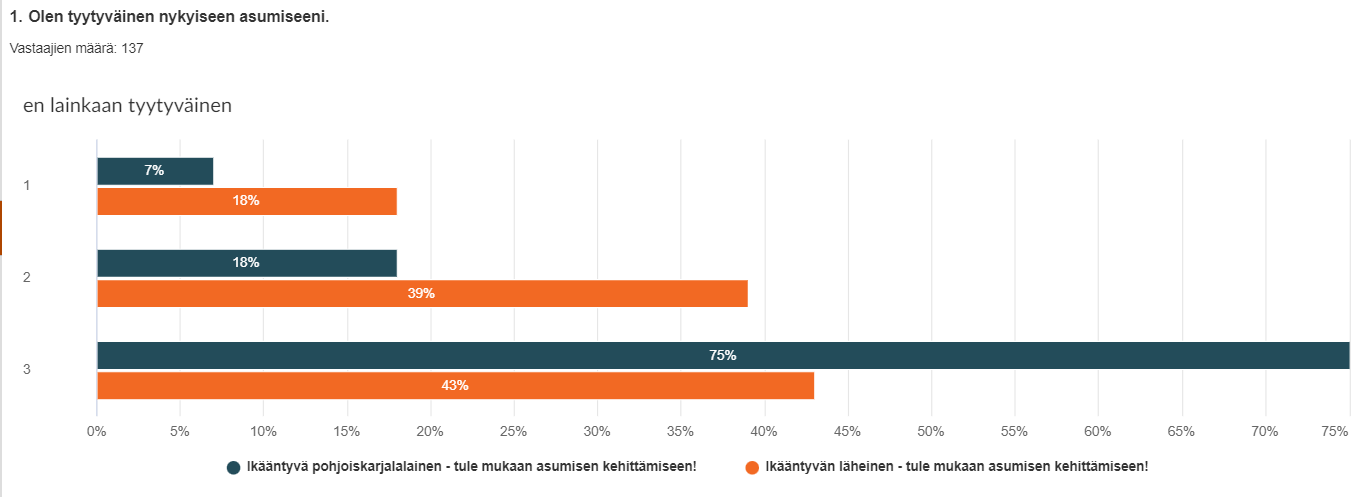 1. Olen tyytyväinen nykyiseen asumiseeni.
Vastaajien määrä: 137
en lainkaan tyytyväinen
1
7%
18%
2
18%
39%
3
75%
43%
0% 5% 10% 15% 20% 25% 30% 35% 40% 45% 50% 55% 60% 65% 70% 75%
Ikääntyvä pohjoiskarjalalainen - tule mukaan asumisen kehittämiseen! Ikääntyvän läheinen - tule mukaan asumisen kehittämiseen!